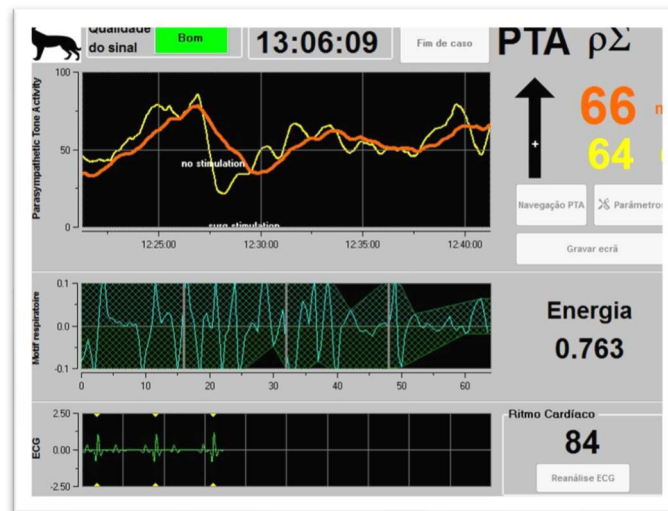 Qualidade
do sinal
Bom
13:06:09
Fim de caso
PTA ρΣ
Parasympathetic Tone Activity
100
50
0
no stimulation
surg stimulation
12:25:00 12:30:00 12:35:00 12:40:00
+
66
64
Navegação PTA
Parâmetro
Gravar ecrã
Motif respiratoire
0.1
0.0
-0.1
0 10 20 30 40 50 60
Energia
0.763
ECG
2.50
0.00
-2.50
Ritmo Cardíaco
84
Reanálise ECG